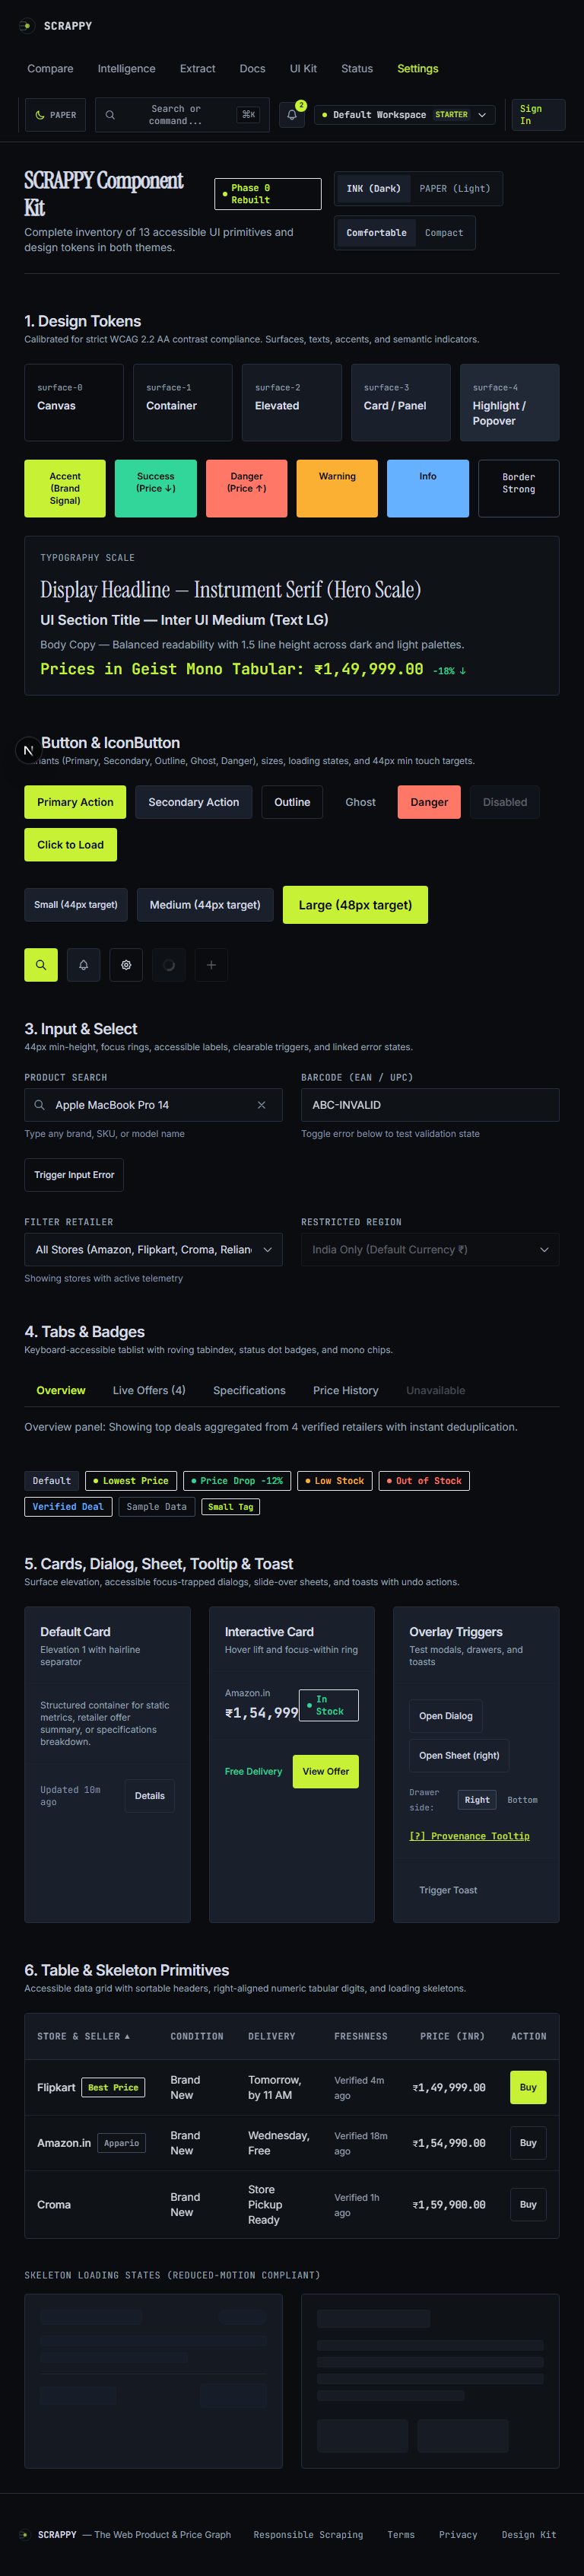 SCRAPPY
Compare Intelligence Extract Docs UI Kit Status Settings
PAPER
Search or command...
⌘K
2
Default Workspace STARTER
Sign In
SCRAPPY Component Kit
Phase 0 Rebuilt
Complete inventory of 13 accessible UI primitives and
design tokens in both themes.
INK (Dark) PAPER (Light)
Comfortable Compact
1. Design Tokens
Calibrated for strict WCAG 2.2 AA contrast compliance. Surfaces, texts, accents, and semantic indicators.
surface-0
Canvas
surface-1
Container
surface-2
Elevated
surface-3
Card / Panel
surface-4
Highlight /
Popover
Accent
(Brand
Signal)
Success
(Price ↓)
Danger
(Price ↑)
Warning
Info
Border
Strong
TYPOGRAPHY SCALE
Display Headline — Instrument Serif (Hero Scale)
UI Section Title — Inter UI Medium (Text LG)
Body Copy — Balanced readability with 1.5 line height across dark and light palettes.
Prices in Geist Mono Tabular: ₹1,49,999.00 -18% ↓
N
Button & IconButton
iants (Primary, Secondary, Outline, Ghost, Danger), sizes, loading states, and 44px min touch targets.
Primary Action Secondary Action Outline Ghost Danger Disabled
Click to Load
Small (44px target) Medium (44px target) Large (48px target)
3. Input & Select
44px min-height, focus rings, accessible labels, clearable triggers, and linked error states.
PRODUCT SEARCH
Apple MacBook Pro 14
Type any brand, SKU, or model name
BARCODE (EAN / UPC)
ABC-INVALID
Toggle error below to test validation state
Trigger Input Error
FILTER RETAILER
All Stores (Amazon, Flipkart, Croma, Relian
Showing stores with active telemetry
RESTRICTED REGION
India Only (Default Currency ₹)
4. Tabs & Badges
Keyboard-accessible tablist with roving tabindex, status dot badges, and mono chips.
Overview Live Offers (4) Specifications Price History Unavailable
Overview panel: Showing top deals aggregated from 4 verified retailers with instant deduplication.
Default Lowest Price Price Drop -12% Low Stock Out of Stock
Verified Deal Sample Data Small Tag
5. Cards, Dialog, Sheet, Tooltip & Toast
Surface elevation, accessible focus-trapped dialogs, slide-over sheets, and toasts with undo actions.
Default Card
Elevation 1 with hairline
separator
Structured container for static
metrics, retailer offer
summary, or specifications
breakdown.
Updated 10m
ago
Details
Interactive Card
Hover lift and focus-within ring
Amazon.in
₹1,54,999
In Stock
Free Delivery
View Offer
Overlay Triggers
Test modals, drawers, and
toasts
Open Dialog
Open Sheet (right)
Drawer
side:
Right Bottom
[?] Provenance Tooltip
Trigger Toast
6. Table & Skeleton Primitives
Accessible data grid with sortable headers, right-aligned numeric tabular digits, and loading skeletons.
STORE & SELLER ▲ CONDITION DELIVERY FRESHNESS PRICE (INR) ACTION
Flipkart Best Price Brand New Tomorrow, by 11 AM Verified 4m ago ₹1,49,999.00 Buy
Amazon.in Appario Brand New Wednesday, Free Verified 18m ago ₹1,54,990.00 Buy
Croma Brand New Store Pickup Ready Verified 1h ago ₹1,59,900.00 Buy
SKELETON LOADING STATES (REDUCED-MOTION COMPLIANT)
SCRAPPY — The Web Product & Price Graph Responsible Scraping Terms Privacy Design Kit